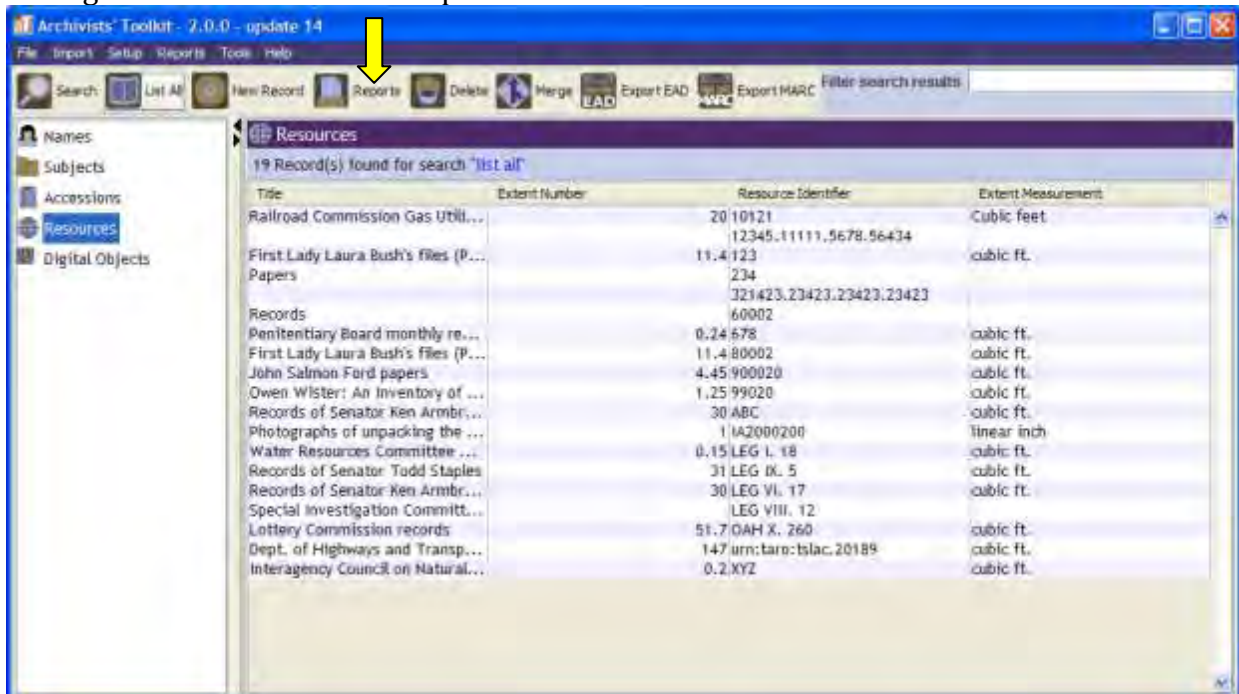 Archivists' Toolkit - 2.0.0 - update 14
File Import Setup Reports Tools Help
Search List All New Record Reports Delete Merge EAD Export EAD MARC Export MARC Filter search results
Names
Subjects
Accessions
Resources
Digital Objects
Resources
19 Record(s) found for search "list all"
Title Extent Number Resource Identifier Extent Measurement
Railroad Commission Gas Utili... 20 10121 Cubic feet
12345.11111.5678.56434
First Lady Laura Bush's files (P... 11.4 123 cubic ft.
Papers 234
321423.23423.23423.23423
Records 60002
Penitentiary Board monthly re... 0.24 678 cubic ft.
First Lady Laura Bush's files (P... 11.4 80002 cubic ft.
John Salmon Ford papers 4.45 900020 cubic ft.
Owen Wister: An Inventory of ... 1.25 99020 cubic ft.
Records of Senator Ken Armbr... 30 ABC cubic ft.
Photographs of unpacking the ... 1 IA2000200 linear inch
Water Resources Committee ... 0.15 LEG I. 18 cubic ft.
Records of Senator Todd Staples 31 LEG IX. 5 cubic ft.
Records of Senator Ken Armbr... 30 LEG VI. 17 cubic ft.
Special Investigation Committ... LEG VIII. 12
Lottery Commission records 51.7 OAH X. 260 cubic ft.
Dept. of Highways and Transp... 147 urn:taro:tslac.20189 cubic ft.
Interagency Council on Natural... 0.2 XYZ cubic ft.